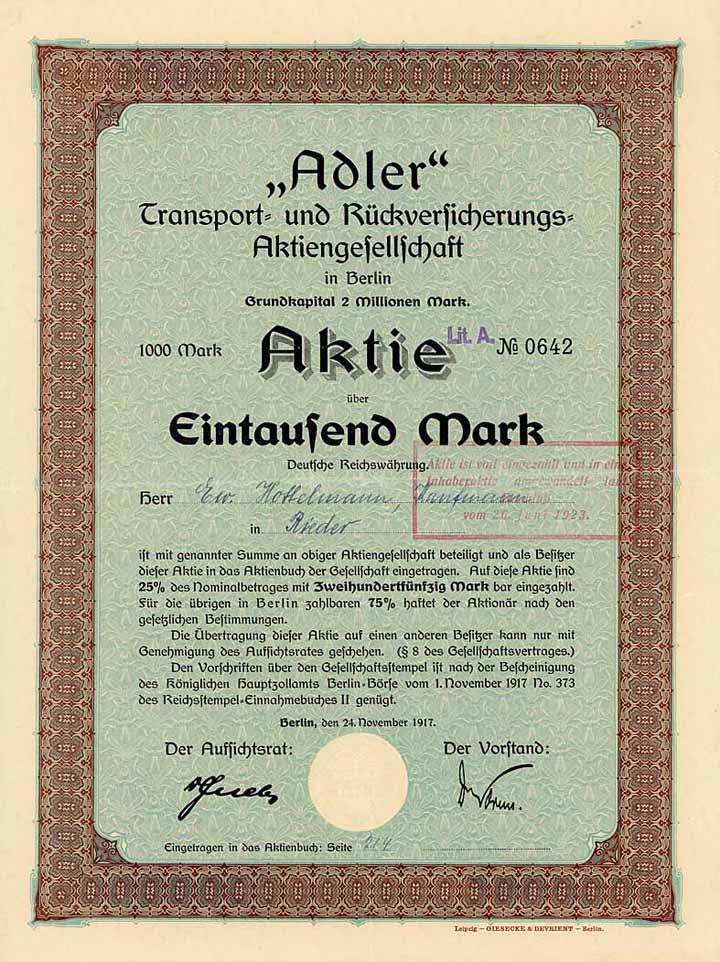 „Adler“
Transport- und Rückversicherungs-
Aktiengesellschaft
in Berlin
Grundkapital 2 Millionen Mark.
1000 Mark Aktie Lit. A. № 0642
über
Eintausend Mark
Deutsche Reichswährung.
Aktie ist voll eingezahlt und in eine
Inhaberaktie umgewandelt laut
vom 26. Juni 1923.
Herr Ew. Hottelmann, Kaufmann
in Rieder
ist mit genannter Summe an obiger Aktiengesellschaft beteiligt und als Besitzer
dieser Aktie in das Aktienbuch der Gesellschaft eingetragen. Auf diese Aktie sind
25% des Nominalbetrages mit Zweihundertfünfzig Mark bar eingezahlt.
Für die übrigen in Berlin zahlbaren 75% haftet der Aktionär nach den
gesetzlichen Bestimmungen.
Die Übertragung dieser Aktie auf einen anderen Besitzer kann nur mit
Genehmigung des Aufsichtsrates geschehen. (§ 8 des Gesellschaftsvertrages.)
Den Vorschriften über den Gesellschaftsstempel ist nach der Bescheinigung
des Königlichen Hauptzollamts Berlin-Börse vom 1. November 1917 No. 373
des Reichsstempel-Einnahmebuches II genügt.
Berlin, den 24. November 1917.
Der Aufsichtsrat: Der Vorstand:
Eingetragen in das Aktienbuch: Seite 214
Leipzig — GIESECKE & DEVRIENT — Berlin.